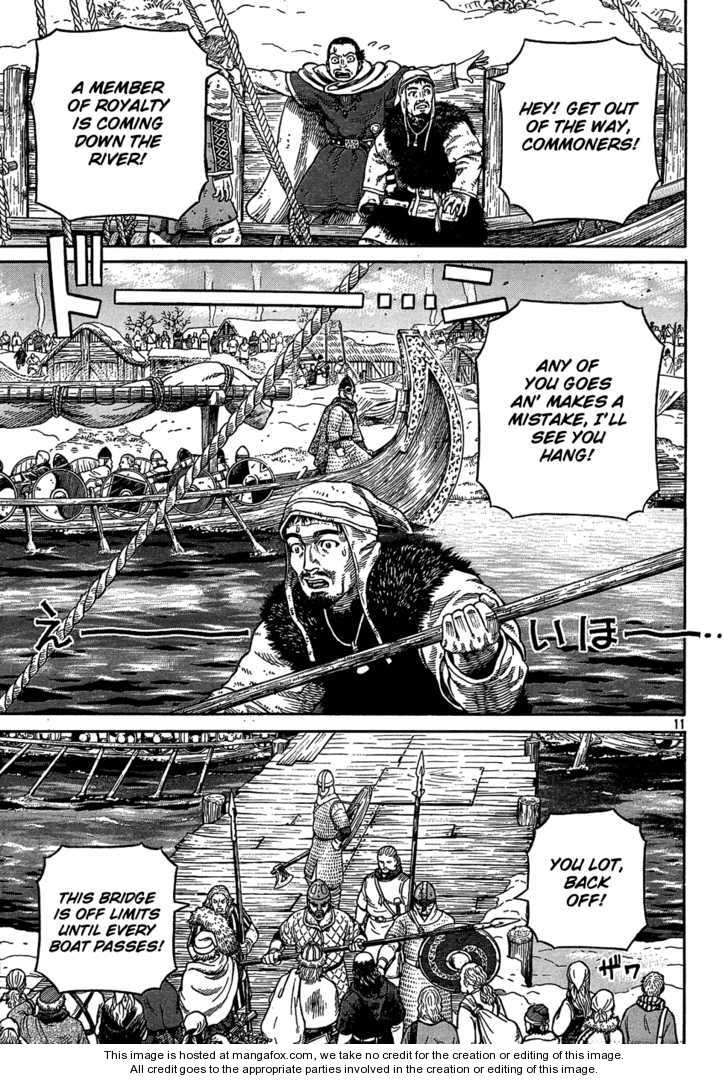 HEY! GET OUT
OF THE WAY,
COMMONERS!
A MEMBER
OF ROYALTY
IS COMING
DOWN THE
RIVER!
ド————…ン
ANY OF
YOU GOES
AN' MAKES A
MISTAKE, I'LL
SEE YOU
HANG!
えーいほー…
11
YOU LOT,
BACK
OFF!
THIS BRIDGE
IS OFF LIMITS
UNTIL EVERY
BOAT PASSES!
ザワ
This image is hosted at mangafox.com, we take no credit for the creation or editing of this image.
All credit goes to the appropriate parties involved in the creation or editing of this image.